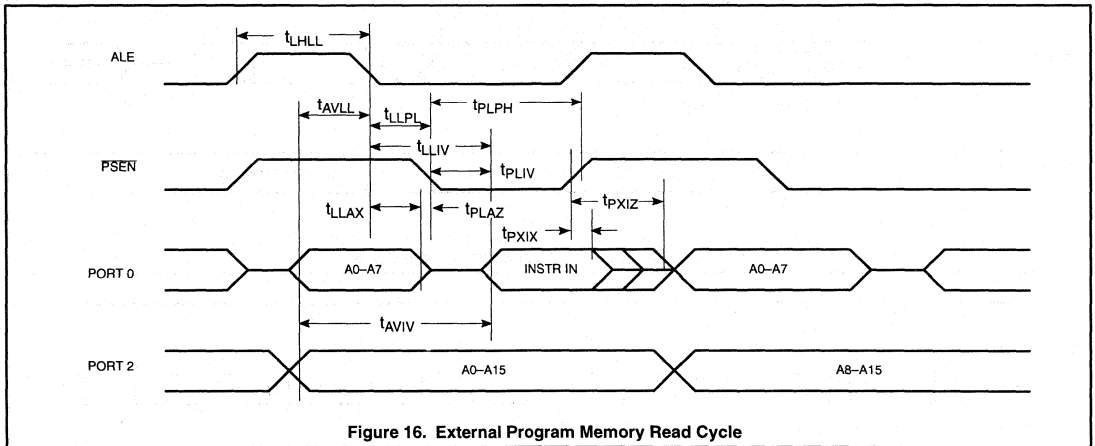 tLHLL
ALE
tAVLL
tLLPL
tPLPH
tLLIV
PSEN
tPLIV
tLLAX
tPLAZ
tPXIZ
tPXIX
PORT 0
A0–A7
INSTR IN
A0–A7
tAVIV
PORT 2
A0–A15
A8–A15
Figure 16. External Program Memory Read Cycle